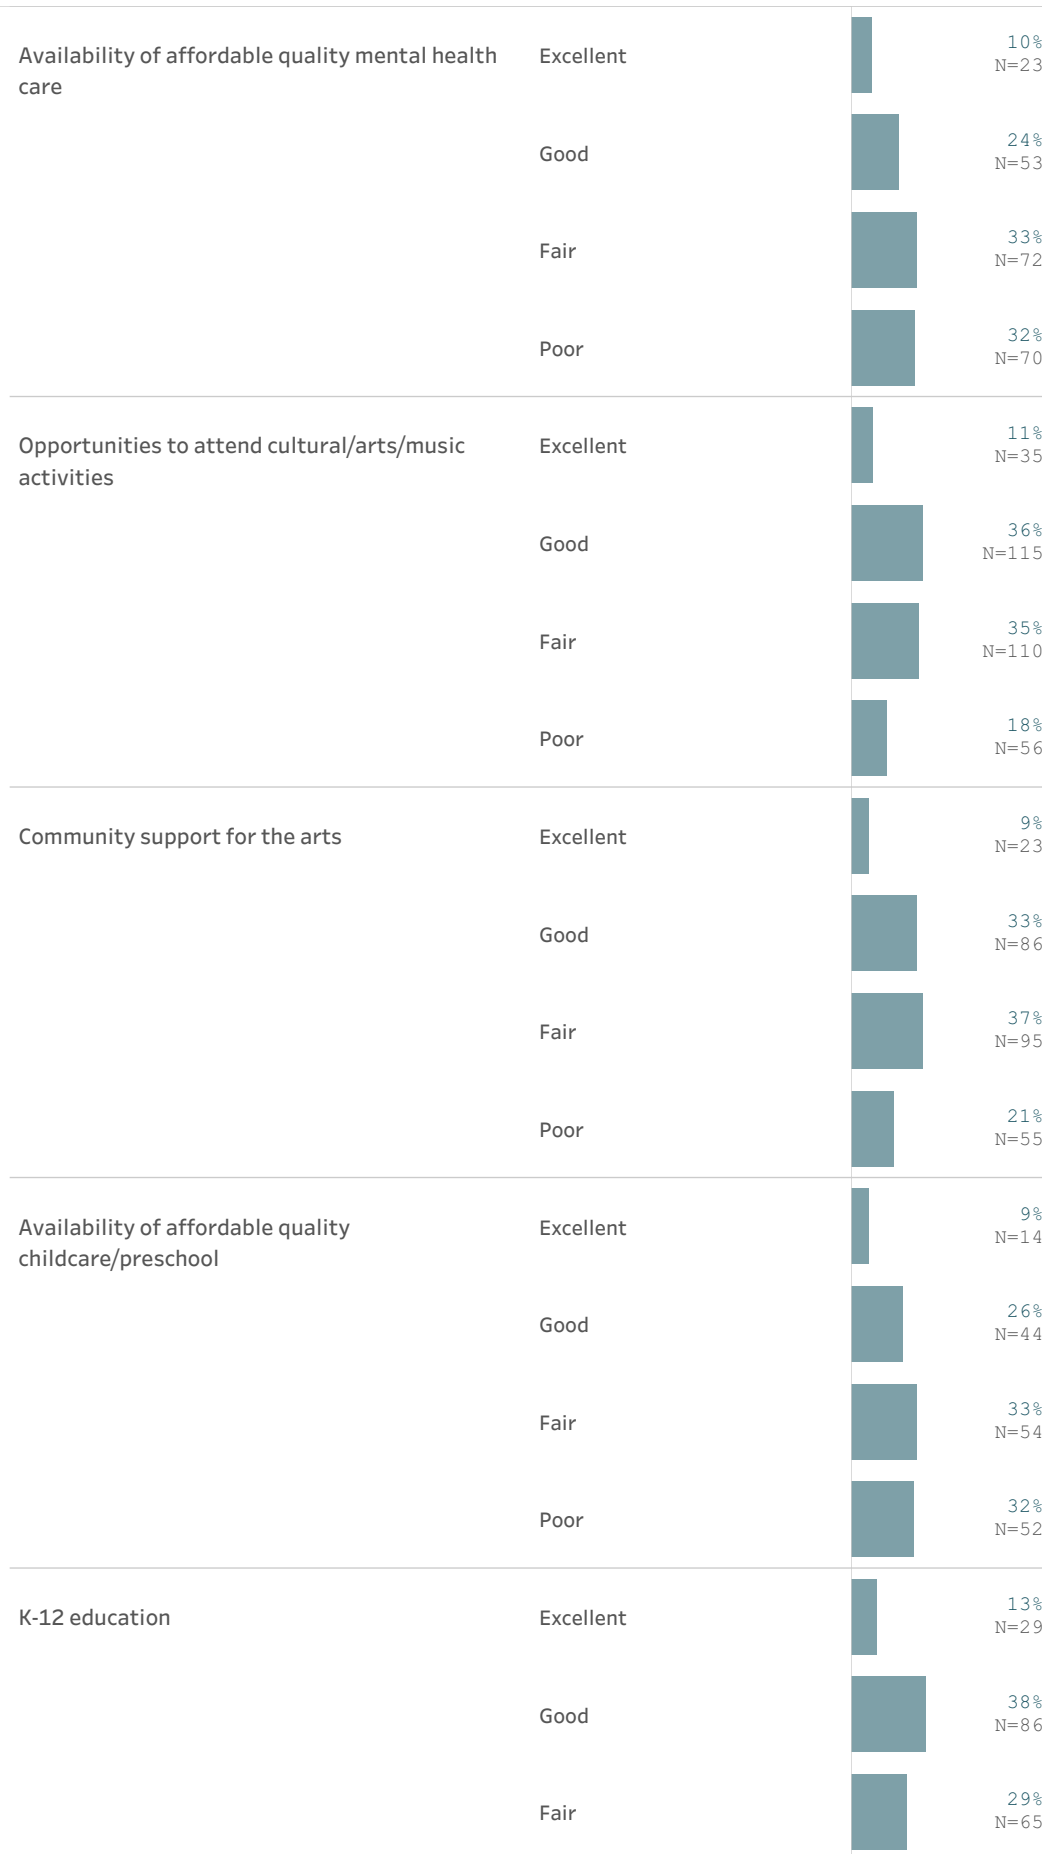 Availability of affordable quality mental health
care
Excellent
10%
N=23
Good
24%
N=53
Fair
33%
N=72
Poor
32%
N=70
Opportunities to attend cultural/arts/music
activities
Excellent
11%
N=35
Good
36%
N=115
Fair
35%
N=110
Poor
18%
N=56
Community support for the arts
Excellent
9%
N=23
Good
33%
N=86
Fair
37%
N=95
Poor
21%
N=55
Availability of affordable quality
childcare/preschool
Excellent
9%
N=14
Good
26%
N=44
Fair
33%
N=54
Poor
32%
N=52
K-12 education
Excellent
13%
N=29
Good
38%
N=86
Fair
29%
N=65